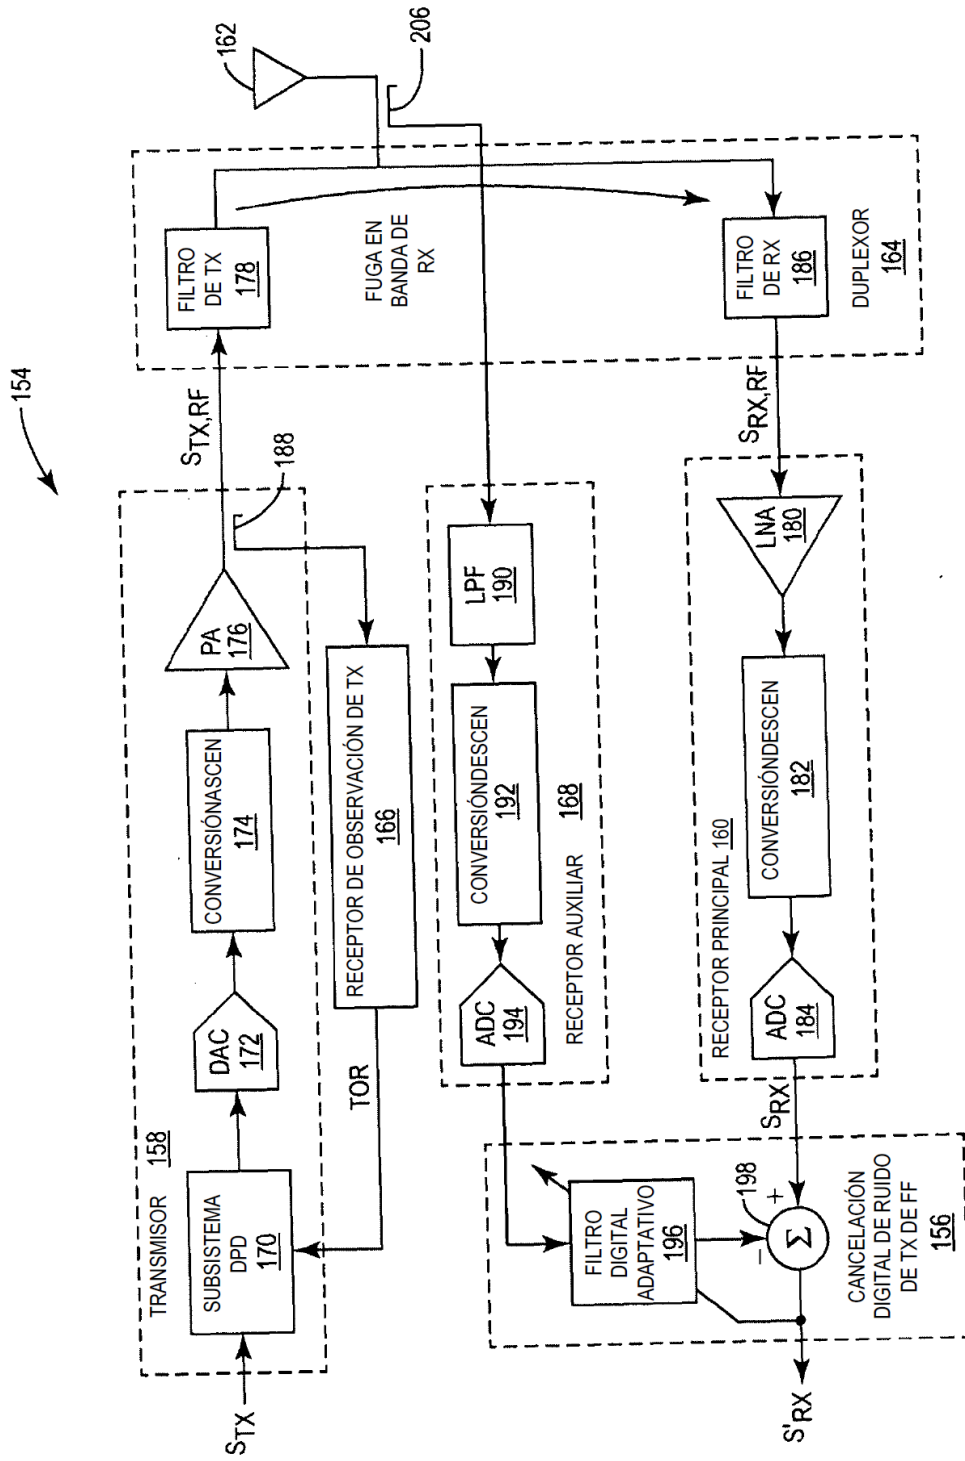 154
TRANSMISOR 158
STX
SUBSISTEMA
DPD
170
DAC
172
CONVERSIÓNASCEN
174
PA
176
188
STX,RF
RECEPTOR DE OBSERVACIÓN DE TX
166
TOR
FILTRO
DE TX
178
162
206
FUGA EN
BANDA DE
RX
FILTRO
DE RX
186
DUPLEXOR
164
LPF
190
CONVERSIÓNDESCEN
192
ADC
194
RECEPTOR AUXILIAR 168
SRX,RF
LNA
180
CONVERSIÓNDESCEN
182
ADC
184
RECEPTOR PRINCIPAL 160
SRX
FILTRO
DIGITAL
ADAPTATIVO
196
198
+
−
Σ
CANCELACIÓN
DIGITAL DE RUIDO
DE TX DE FF
156
S'RX